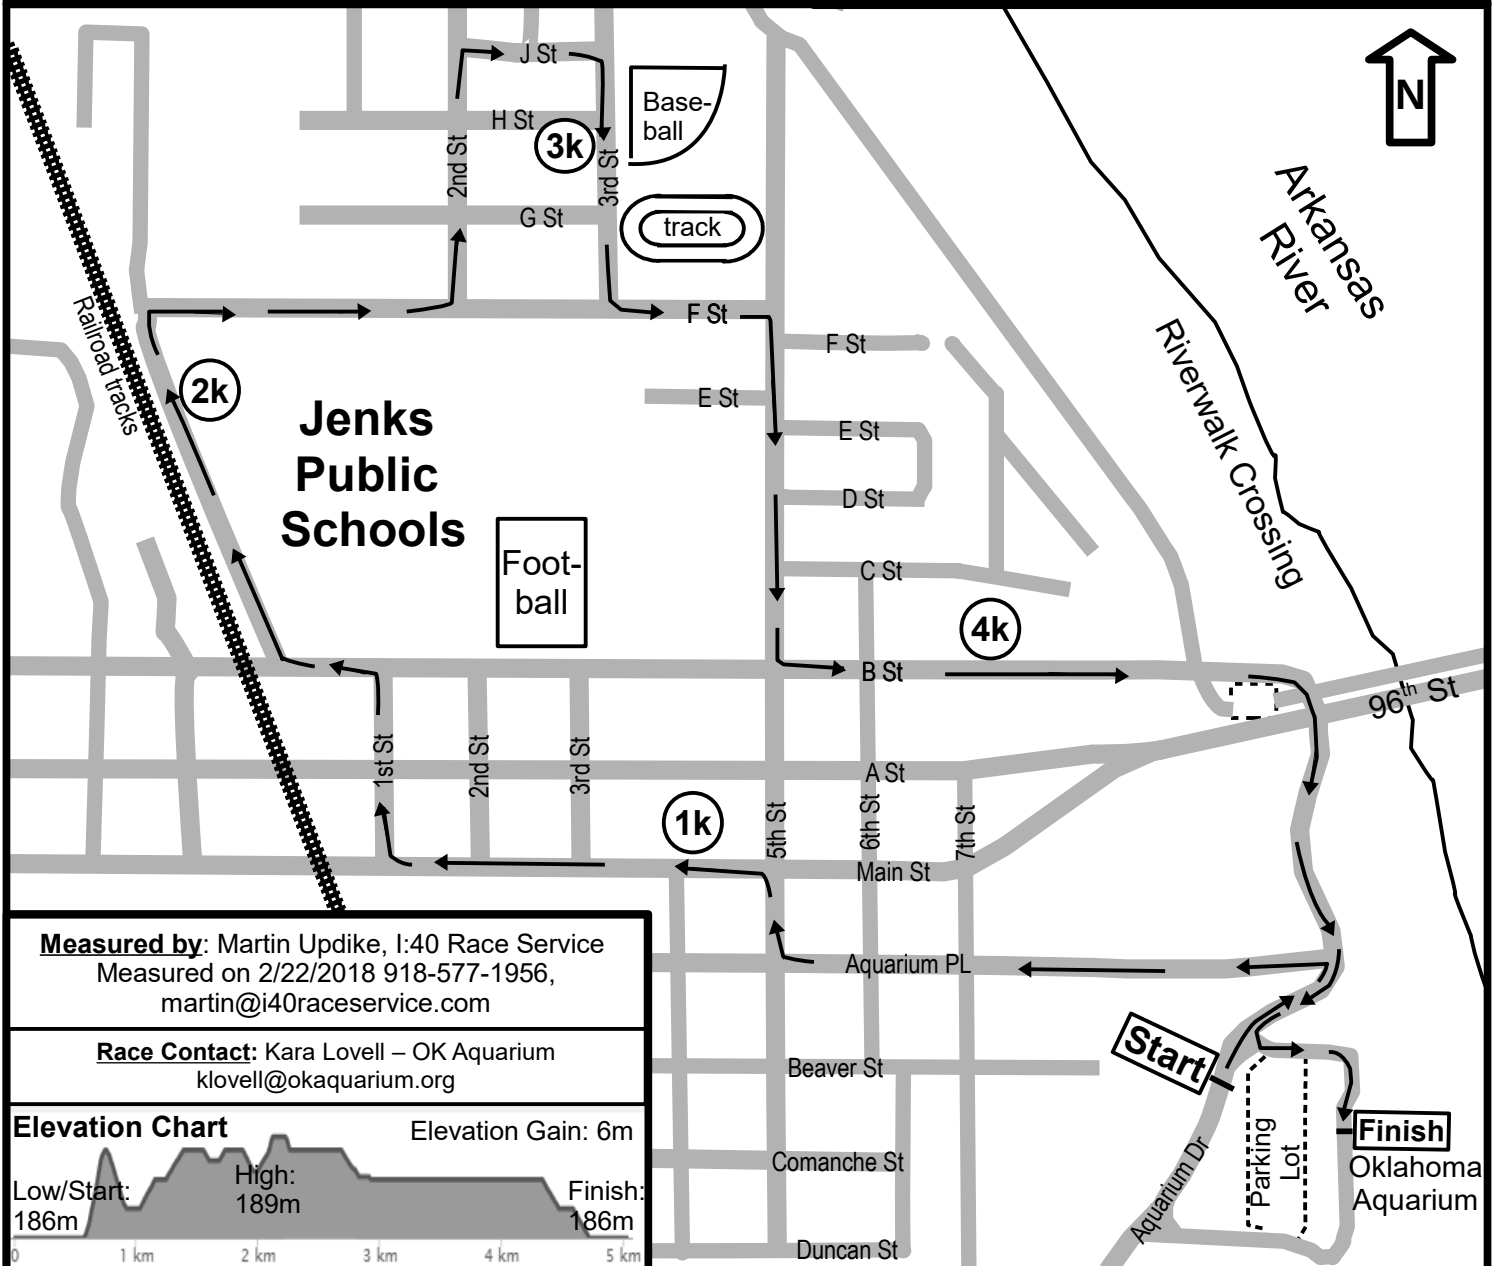 J St
N
Base-
ball
H St
3k
2nd St
3rd St
G St
track
Arkansas
River
Railroad tracks
F St
F St
Riverwalk Crossing
2k
E St
E St
Jenks
Public
Schools
D St
Foot-
ball
C St
4k
B St
96th St
1st St
2nd St
3rd St
A St
1k
5th St
6th St
7th St
Main St
Measured by: Martin Updike, I:40 Race Service
Measured on 2/22/2018 918-577-1956,
martin@i40raceservice.com
Aquarium PL
Race Contact: Kara Lovell – OK Aquarium
klovell@okaquarium.org
Start
Beaver St
Elevation Chart
Elevation Gain: 6m
Low/Start:
186m
High:
189m
Finish:
186m
0
1 km
2 km
3 km
4 km
5 km
Comanche St
Duncan St
Aquarium Dr
Parking
Lot
Finish
Oklahoma
Aquarium